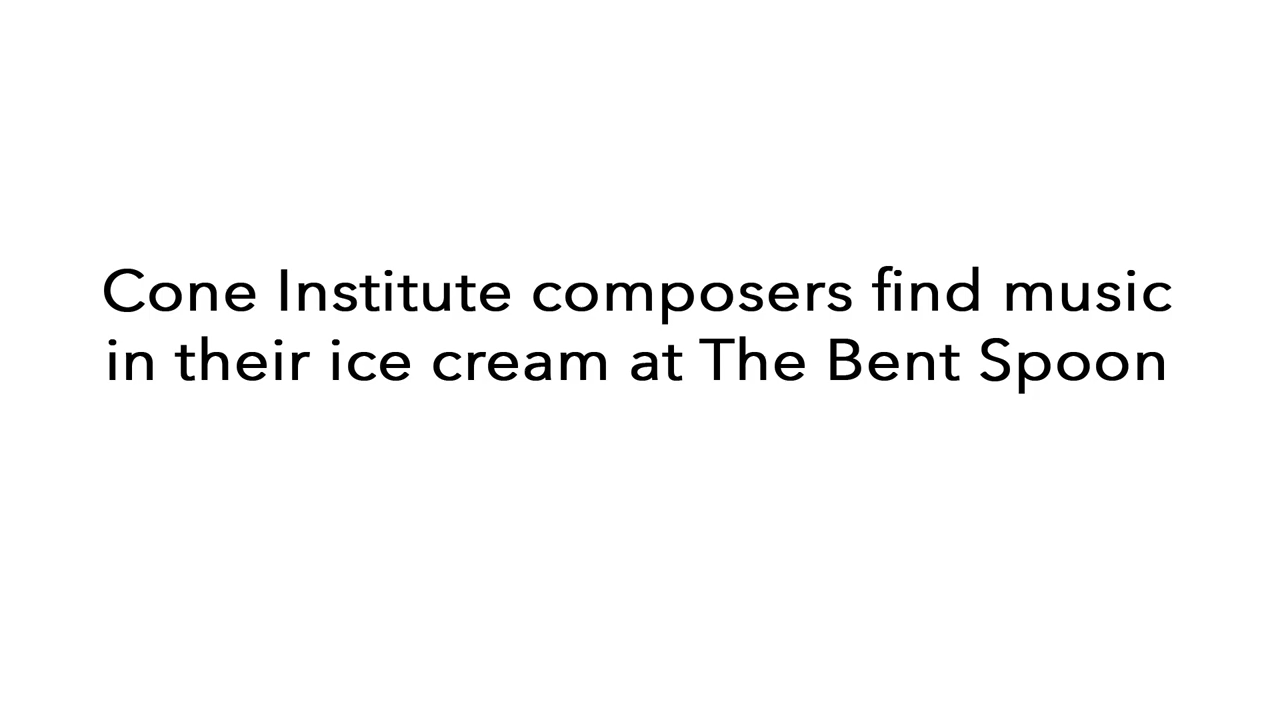 Cone Institute composers find music
in their ice cream at The Bent Spoon